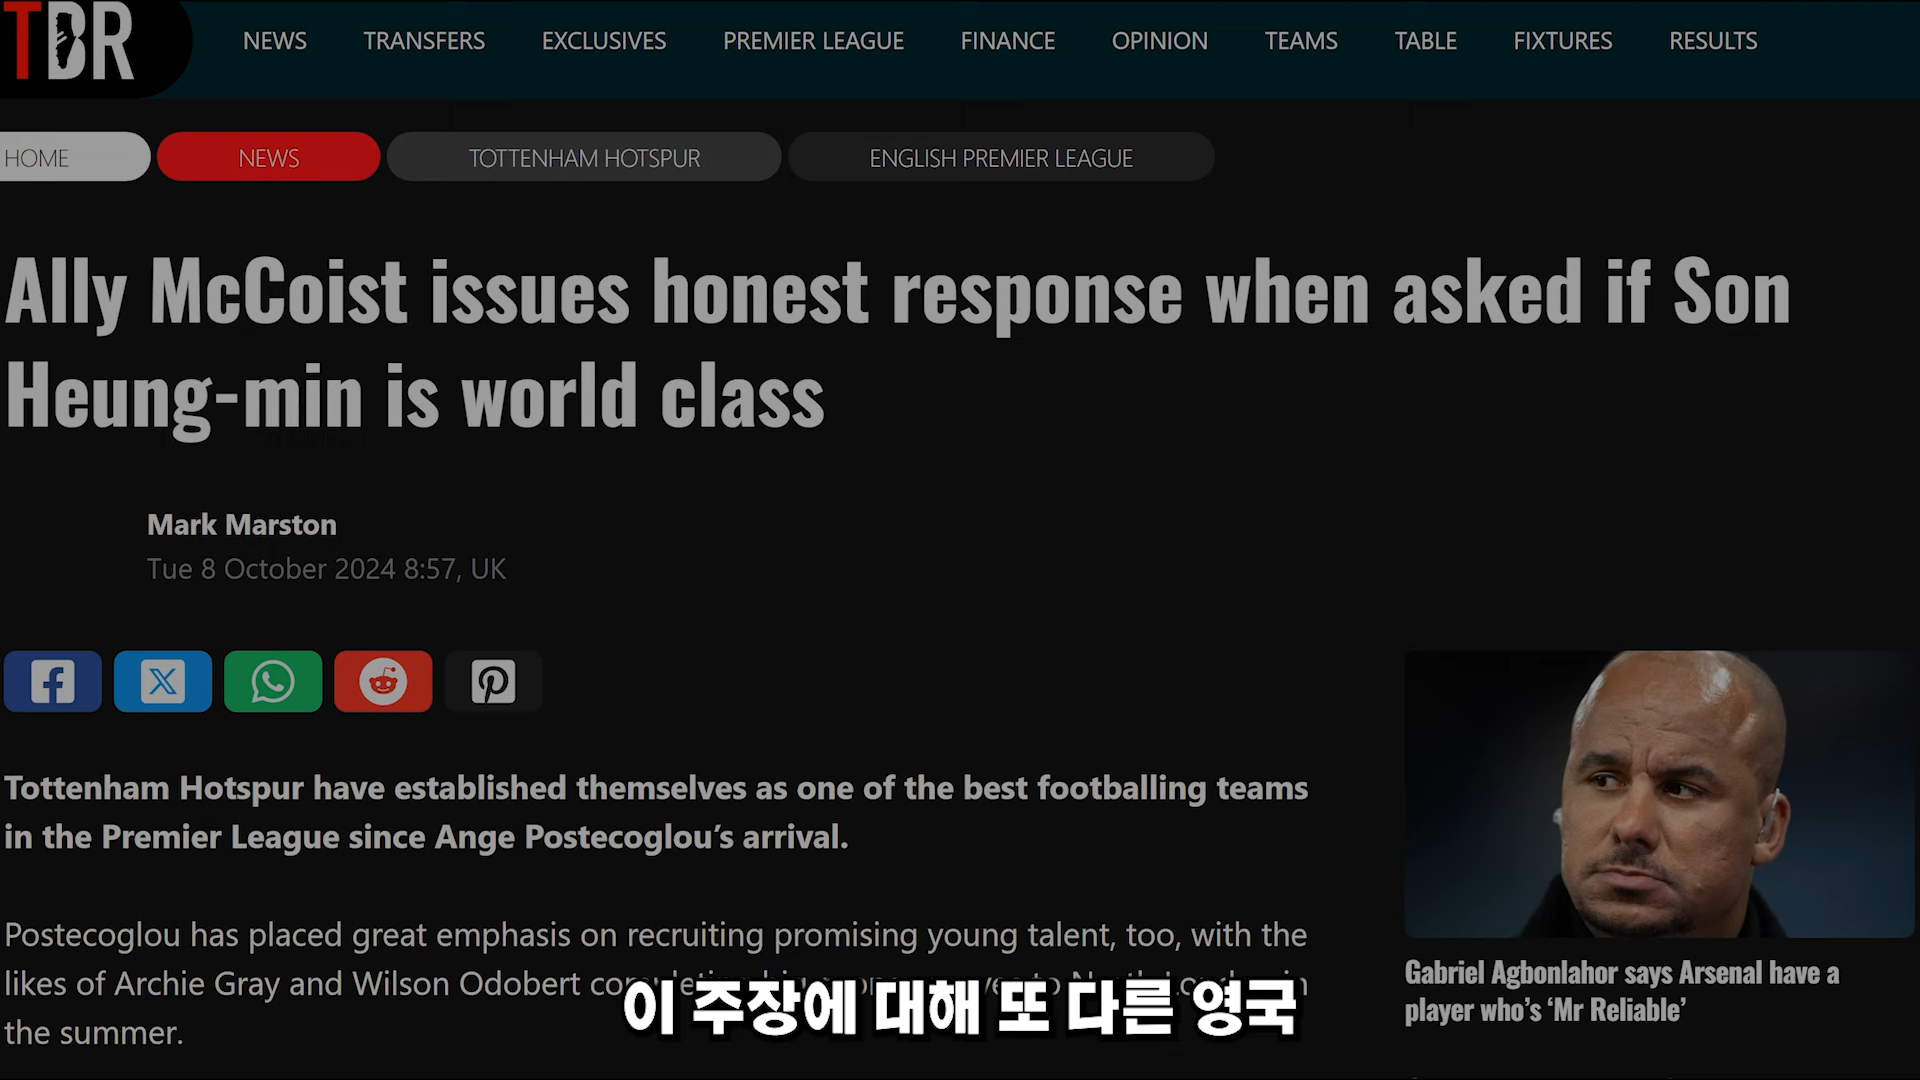 TBR
NEWS TRANSFERS EXCLUSIVES PREMIER LEAGUE FINANCE OPINION TEAMS TABLE FIXTURES RESULTS
HOME NEWS TOTTENHAM HOTSPUR ENGLISH PREMIER LEAGUE
Ally McCoist issues honest response when asked if Son
Heung-min is world class
Mark Marston
Tue 8 October 2024 8:57, UK
Tottenham Hotspur have established themselves as one of the best footballing teams
in the Premier League since Ange Postecoglou’s arrival.
Postecoglou has placed great emphasis on recruiting promising young talent, too, with the
likes of Archie Gray and Wilson Odobert
the summer.
Gabriel Agbonlahor says Arsenal have a
player who’s ‘Mr Reliable’
이 주장에 대해 또 다른 영국